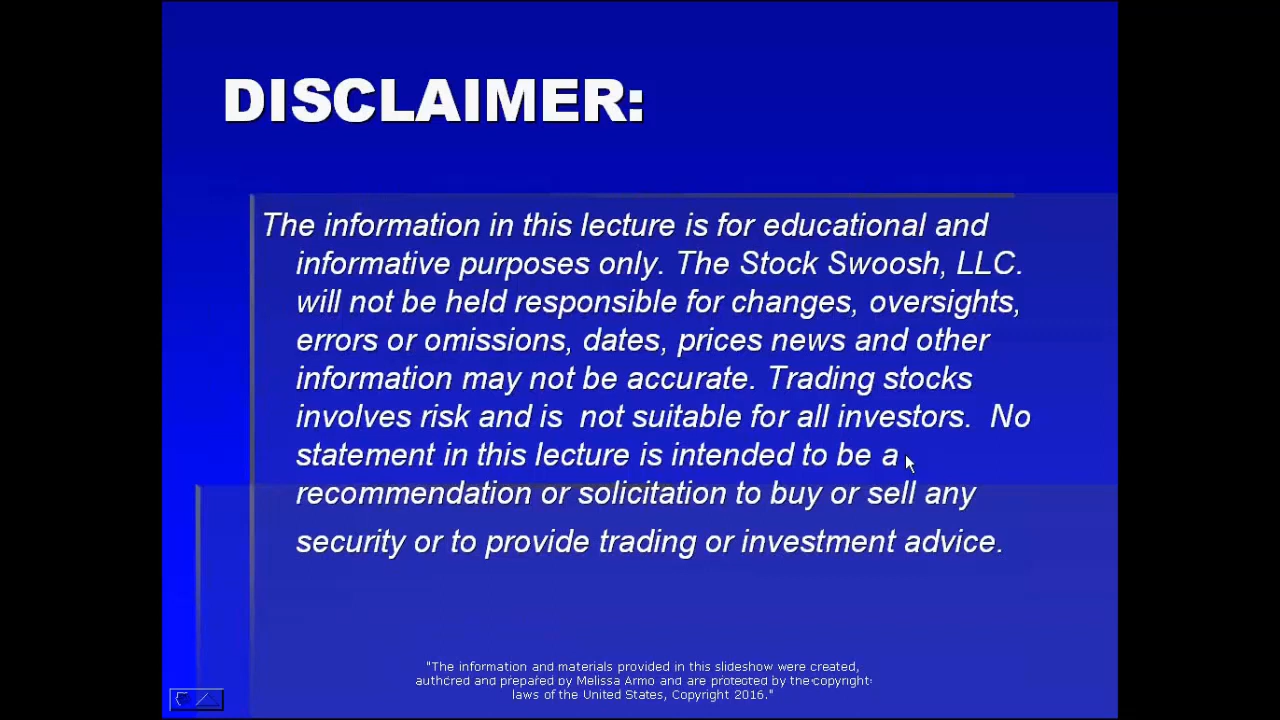 DISCLAIMER:
The information in this lecture is for educational and
informative purposes only. The Stock Swoosh, LLC.
will not be held responsible for changes, oversights,
errors or omissions, dates, prices news and other
information may not be accurate. Trading stocks
involves risk and is  not suitable for all investors.  No
statement in this lecture is intended to be a
recommendation or solicitation to buy or sell any
security or to provide trading or investment advice.
"The information and materials provided in this slideshow were created,
authored and prepared by Melissa Armo and are protected by the copyright
laws of the United States, Copyright 2016."